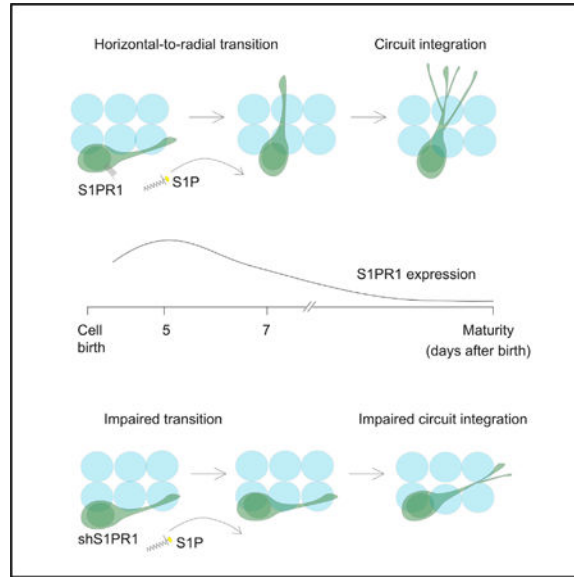 Horizontal-to-radial transition
Circuit integration
S1PR1
S1P
S1PR1 expression
Cell
birth
5
7
Maturity
(days after birth)
Impaired transition
Impaired circuit integration
shS1PR1
S1P